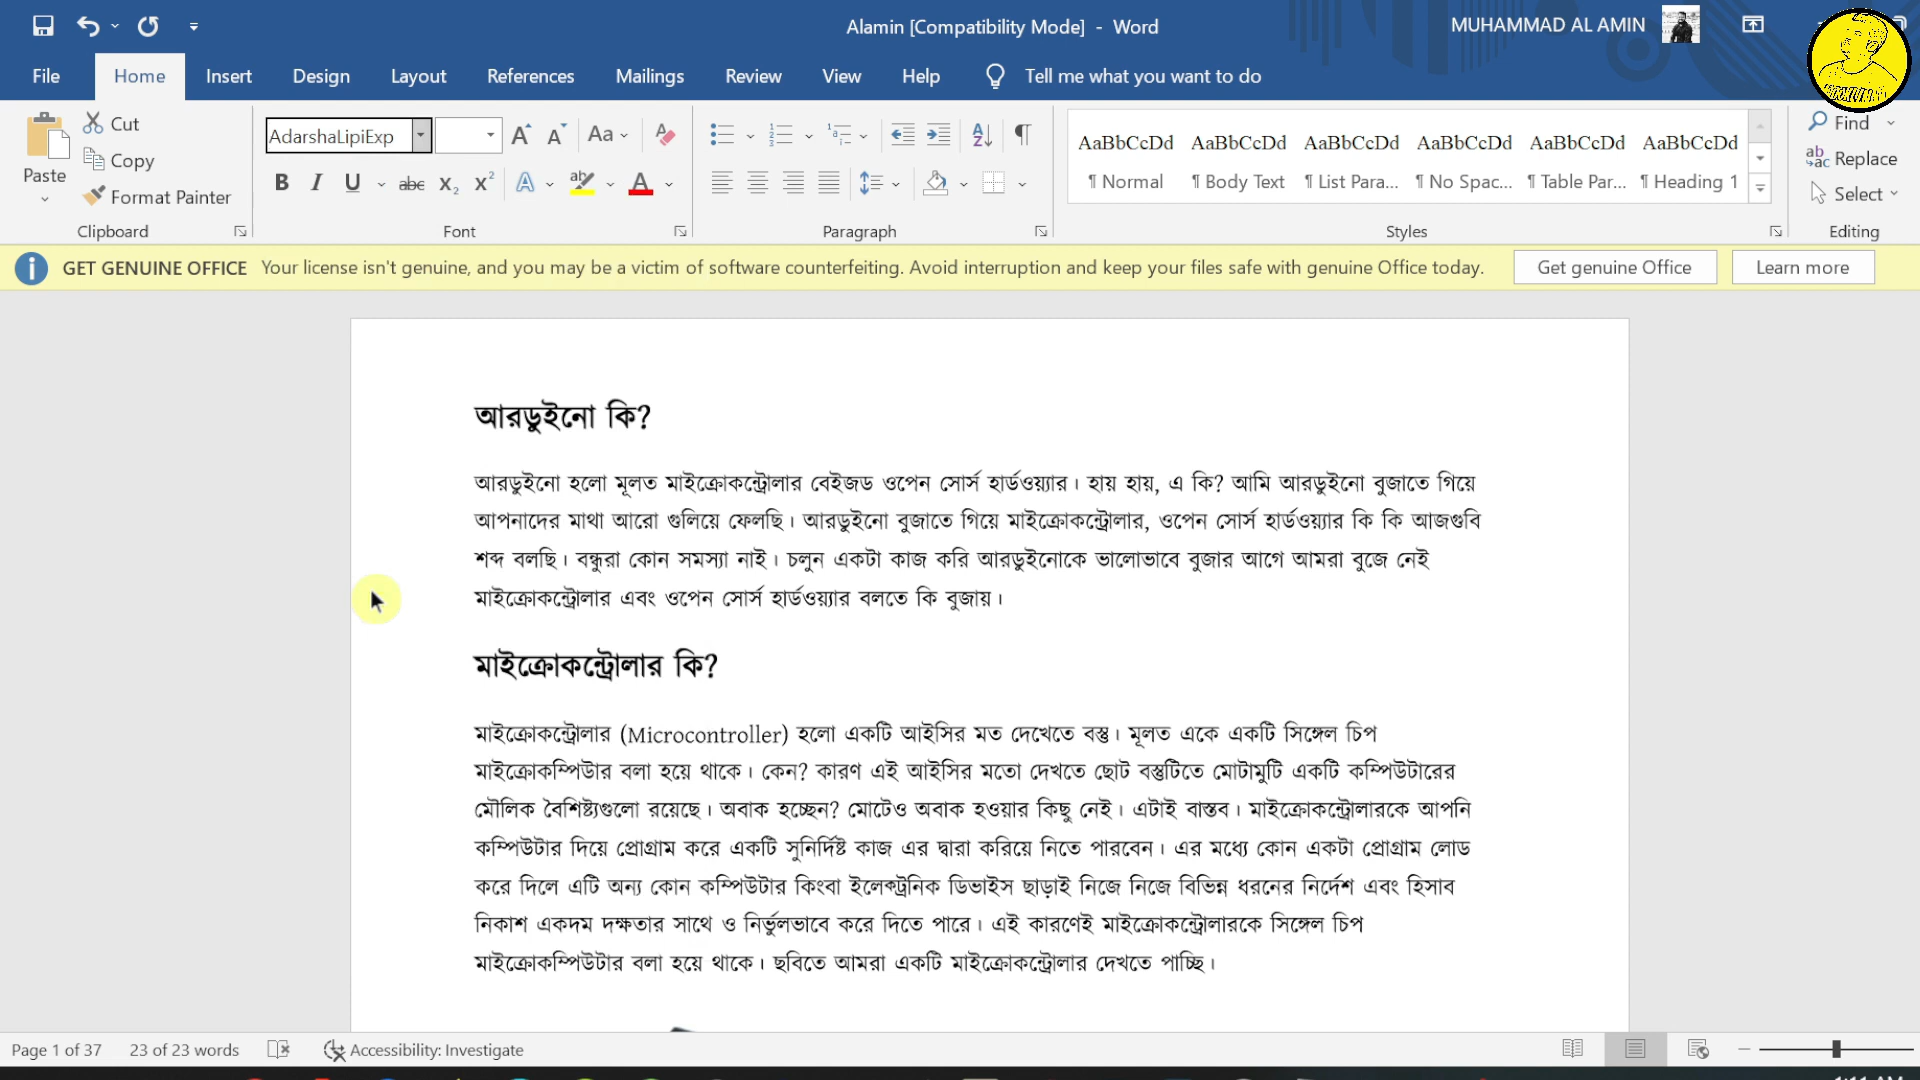 Alamin [Compatibility Mode] - Word
MUHAMMAD AL AMIN
File Home Insert Design Layout References Mailings Review View Help Tell me what you want to do
Paste
Cut
Copy
Format Painter
Clipboard
AdarshaLipiExp
Font
Paragraph
AaBbCcDd AaBbCcDd AaBbCcDd AaBbCcDd AaBbCcDd AaBbCcDd
¶ Normal ¶ Body Text ¶ List Para... ¶ No Spac... ¶ Table Par... ¶ Heading 1
Styles
Find
Replace
Select
Editing
GET GENUINE OFFICE Your license isn't genuine, and you may be a victim of software counterfeiting. Avoid interruption and keep your files safe with genuine Office today. Get genuine Office Learn more
আরডুইনো কি?
আরডুইনো হলো মূলত মাইক্রোকন্ট্রোলার বেইজড ওপেন সোর্স হার্ডওয়্যার। হায় হায়, এ কি? আমি আরডুইনো বুজাতে গিয়ে
আপনাদের মাথা আরো গুলিয়ে ফেলছি। আরডুইনো বুজাতে গিয়ে মাইক্রোকন্ট্রোলার, ওপেন সোর্স হার্ডওয়্যার কি কি আজগুবি
শব্দ বলছি। বন্ধুরা কোন সমস্যা নাই। চলুন একটা কাজ করি আরডুইনোকে ভালোভাবে বুজার আগে আমরা বুজে নেই
মাইক্রোকন্ট্রোলার এবং ওপেন সোর্স হার্ডওয়্যার বলতে কি বুজায়।
মাইক্রোকন্ট্রোলার কি?
মাইক্রোকন্ট্রোলার (Microcontroller) হলো একটি আইসির মত দেখেতে বস্তু। মূলত একে একটি সিঙ্গেল চিপ
মাইক্রোকম্পিউার বলা হয়ে থাকে। কেন? কারণ এই আইসির মতো দেখতে ছোট বস্তুটিতে মোটামুটি একটি কম্পিউটারের
মৌলিক বৈশিষ্ট্যগুলো রয়েছে। অবাক হচ্ছেন? মোটেও অবাক হওয়ার কিছু নেই। এটাই বাস্তব। মাইক্রোকন্ট্রোলারকে আপনি
কম্পিউটার দিয়ে প্রোগ্রাম করে একটি সুনির্দিষ্ট কাজ এর দ্বারা করিয়ে নিতে পারবেন। এর মধ্যে কোন একটা প্রোগ্রাম লোড
করে দিলে এটি অন্য কোন কম্পিউটার কিংবা ইলেকট্রনিক ডিভাইস ছাড়াই নিজে নিজে বিভিন্ন ধরনের নির্দেশ এবং হিসাব
নিকাশ একদম দক্ষতার সাথে ও নির্ভুলভাবে করে দিতে পারে। এই কারণেই মাইক্রোকন্ট্রোলারকে সিঙ্গেল চিপ
মাইক্রোকম্পিউটার বলা হয়ে থাকে। ছবিতে আমরা একটি মাইক্রোকন্ট্রোলার দেখতে পাচ্ছি।
Page 1 of 37 23 of 23 words Accessibility: Investigate